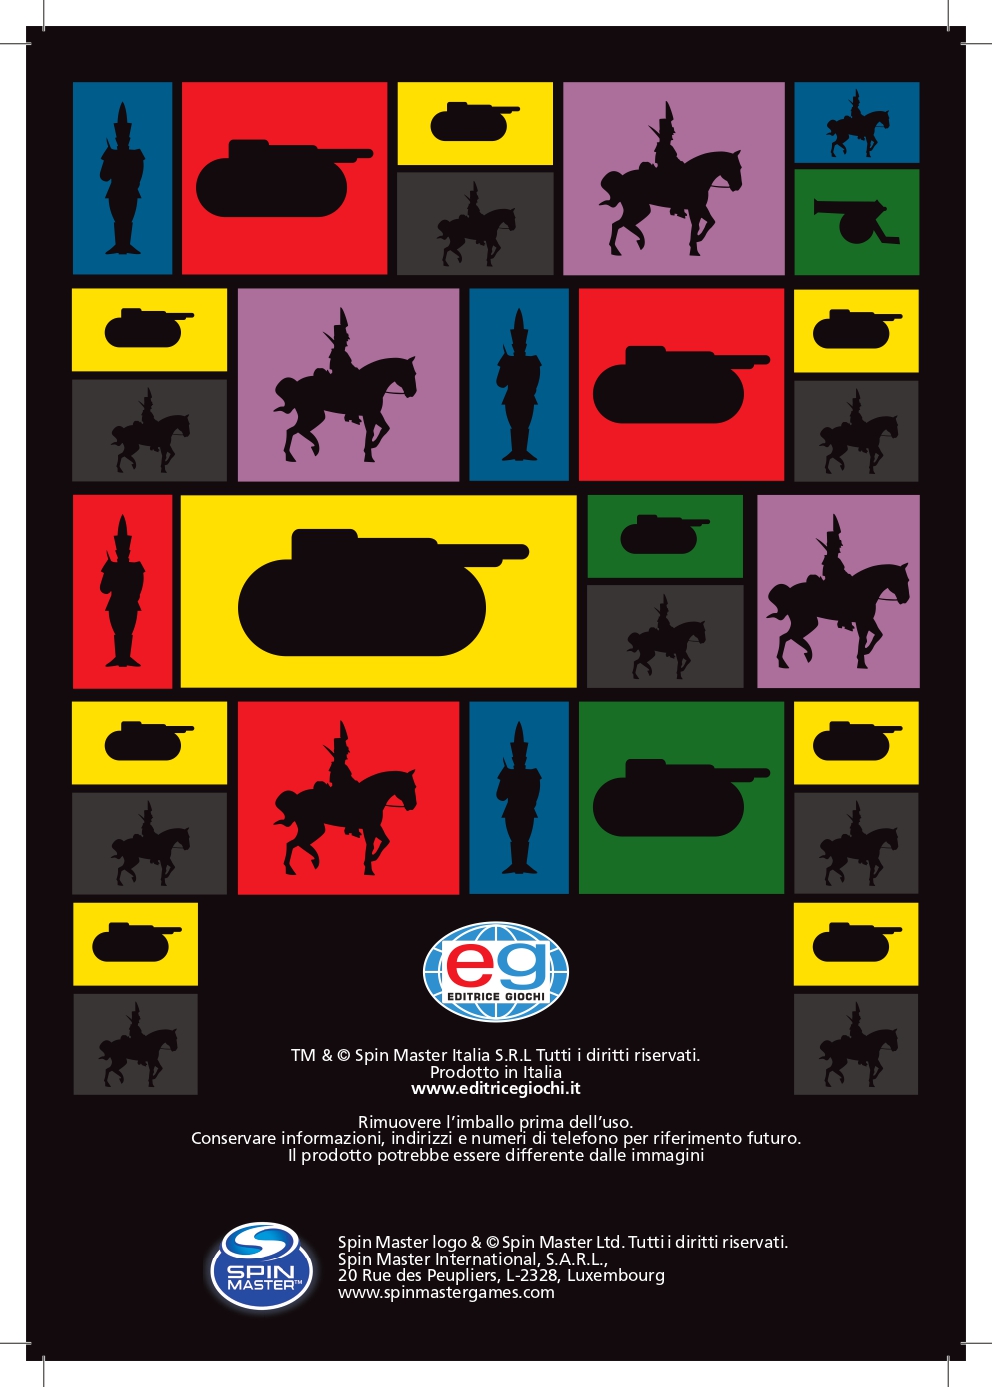 eg
EDITRICE GIOCHI
TM & © Spin Master Italia S.R.L Tutti i diritti riservati.
Prodotto in Italia
www.editricegiochi.it
Rimuovere l’imballo prima dell’uso.
Conservare informazioni, indirizzi e numeri di telefono per riferimento futuro.
Il prodotto potrebbe essere differente dalle immagini
SPIN
MASTER™
Spin Master logo & © Spin Master Ltd. Tutti i diritti riservati.
Spin Master International, S.A.R.L.,
20 Rue des Peupliers, L-2328, Luxembourg
www.spinmastergames.com